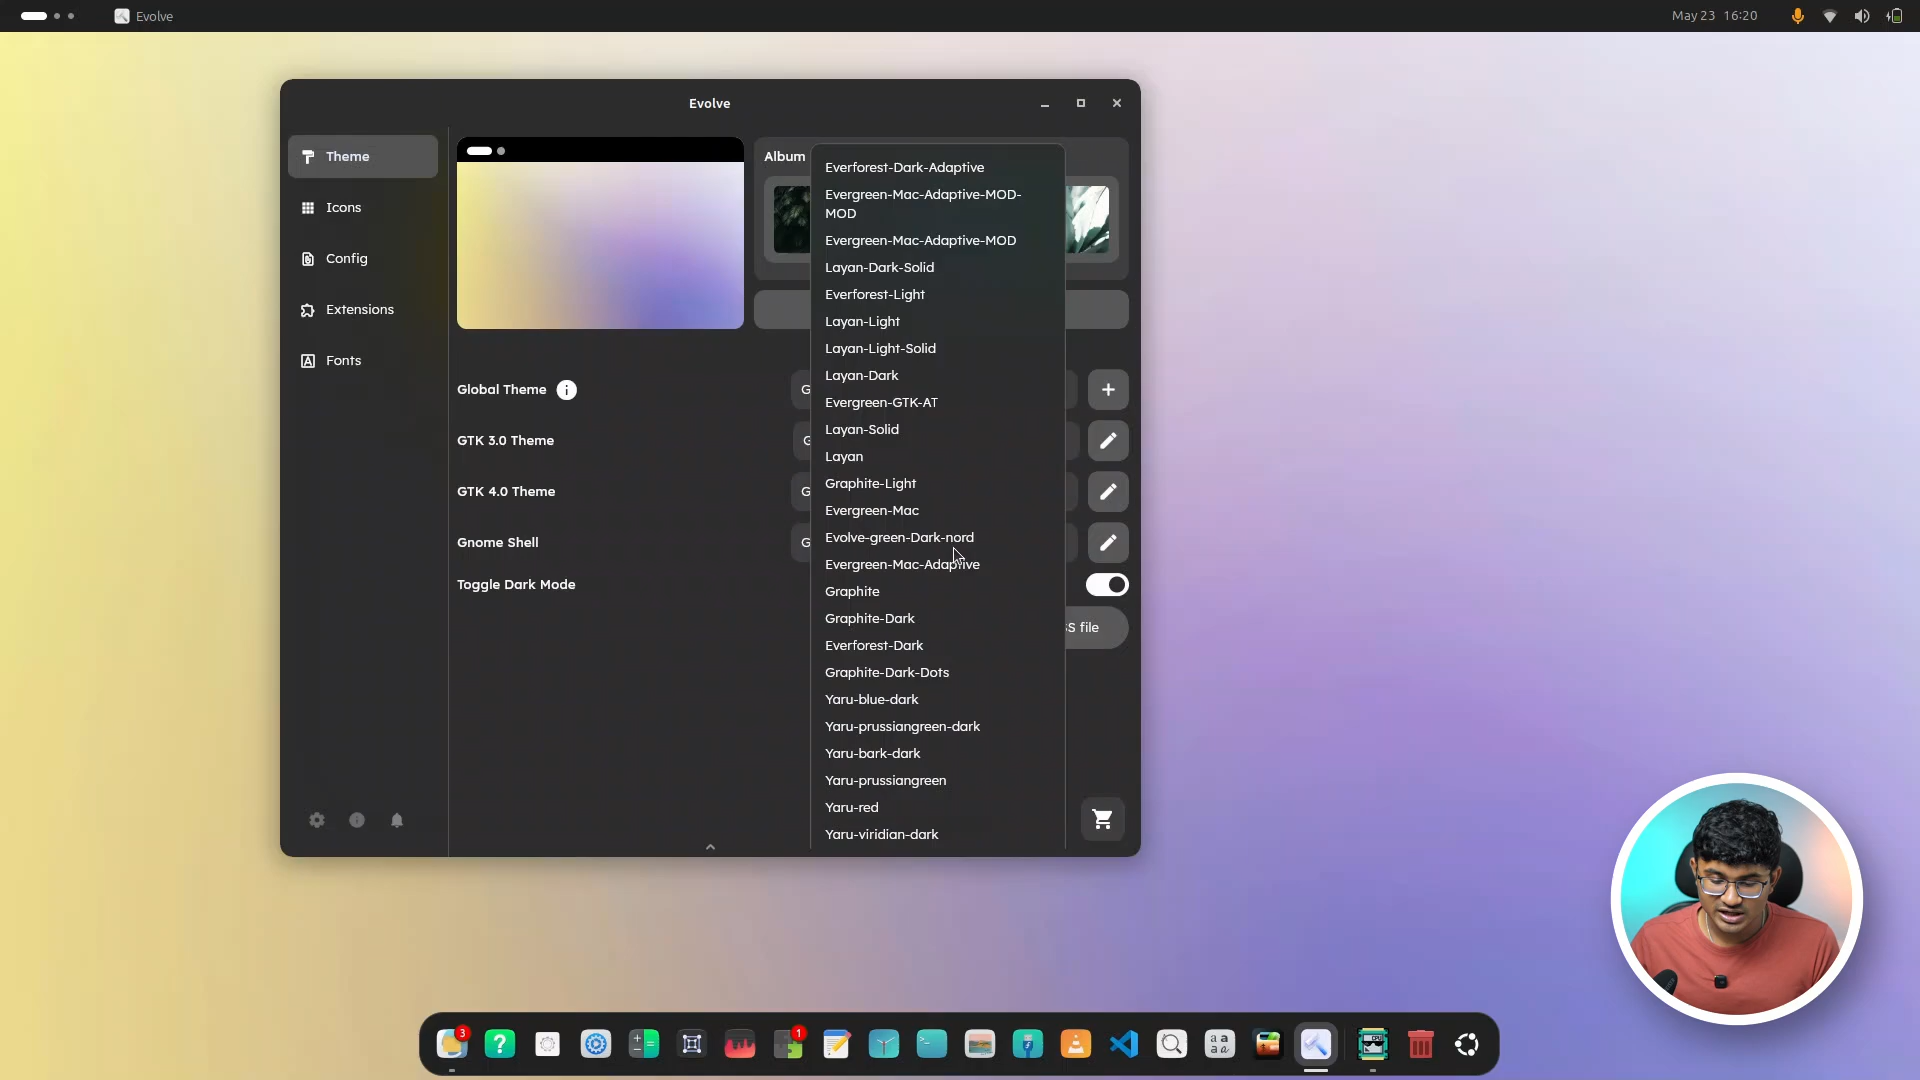 Evolve
May 23 16:20
Evolve
Theme
Icons
Config
Extensions
Fonts
Album
Global Theme
G
GTK 3.0 Theme
G
GTK 4.0 Theme
G
Gnome Shell
G
Toggle Dark Mode
SS file
Everforest-Dark-Adaptive
Evergreen-Mac-Adaptive-MOD-
MOD
Evergreen-Mac-Adaptive-MOD
Layan-Dark-Solid
Everforest-Light
Layan-Light
Layan-Light-Solid
Layan-Dark
Evergreen-GTK-AT
Layan-Solid
Layan
Graphite-Light
Evergreen-Mac
Evolve-green-Dark-nord
Evergreen-Mac-Adaptive
Graphite
Graphite-Dark
Everforest-Dark
Graphite-Dark-Dots
Yaru-blue-dark
Yaru-prussiangreen-dark
Yaru-bark-dark
Yaru-prussiangreen
Yaru-red
Yaru-viridian-dark
3
?
1
a a
a a